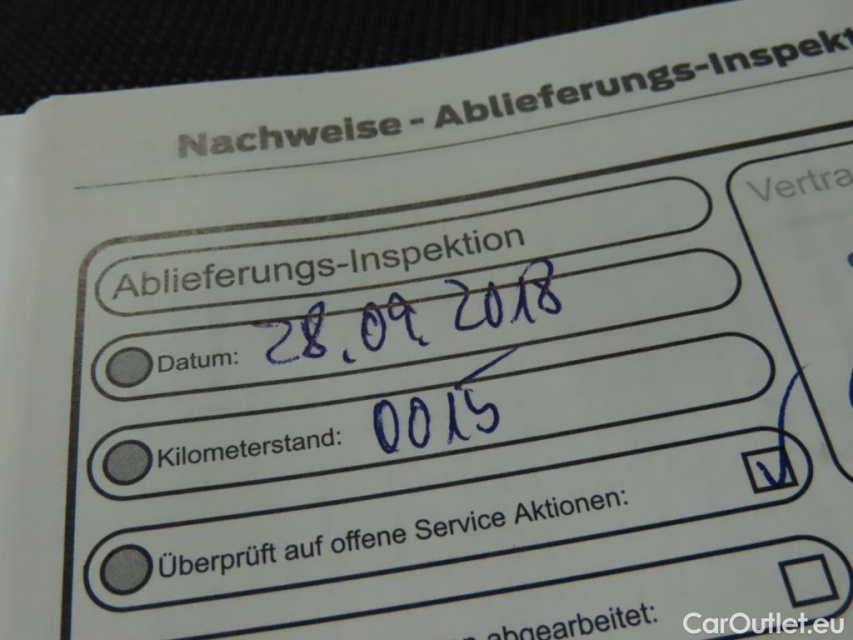 Nachweise - Ablieferungs-Inspekt
Ablieferungs-Inspektion
Vertra
Datum: 28.09.2018
Kilometerstand: 0015
Überprüft auf offene Service Aktionen:
abgearbeitet:
CarOutlet.eu